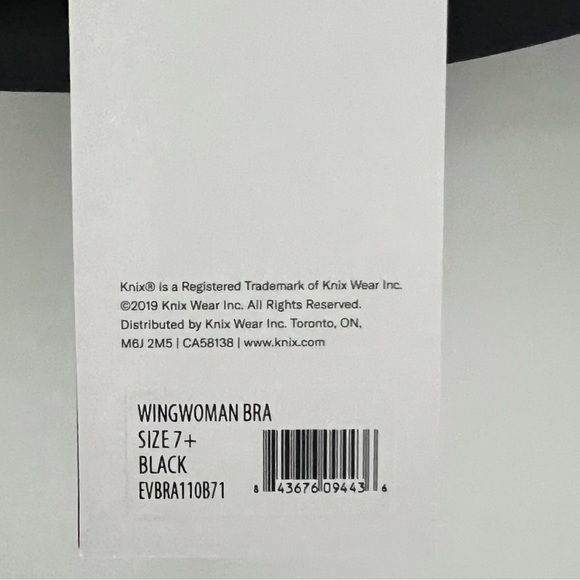 Knix® is a Registered Trademark of Knix Wear Inc.
©2019 Knix Wear Inc. All Rights Reserved.
Distributed by Knix Wear Inc. Toronto, ON,
M6J 2M5 | CA58138 | www.knix.com
WINGWOMAN BRA
SIZE 7+
BLACK
EVBRA110B71
8 43676 09443 6